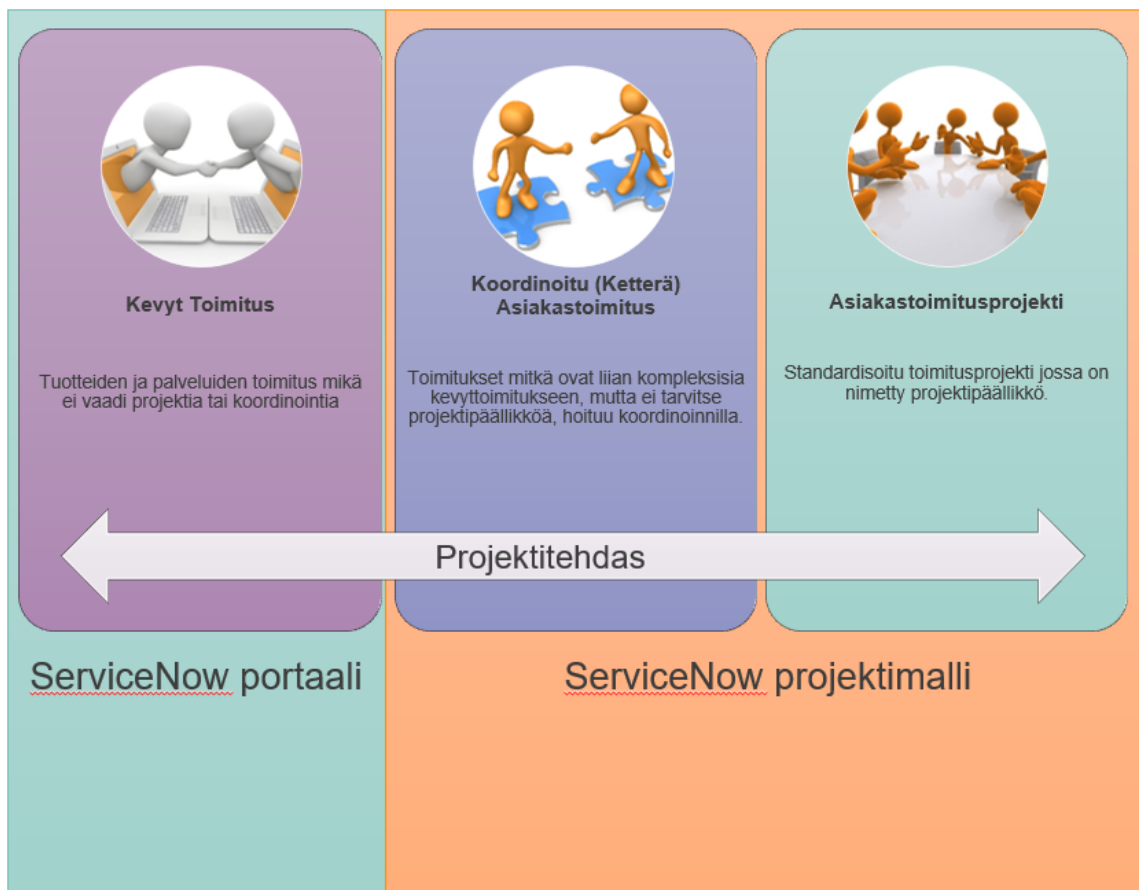 Kevyt Toimitus
Tuotteiden ja palveluiden toimitus mikä
ei vaadi projektia tai koordinointia
Koordinoitu (Ketterä)
Asiakastoimitus
Toimitukset mitkä ovat liian kompleksisia
kevyttoimitukseen, mutta ei tarvitse
projektipäällikköä, hoituu koordinoinnilla.
Asiakastoimitusprojekti
Standardisoitu toimitusprojekti jossa on
nimetty projektipäällikkö.
Projektitehdas
ServiceNow portaali
ServiceNow projektimalli